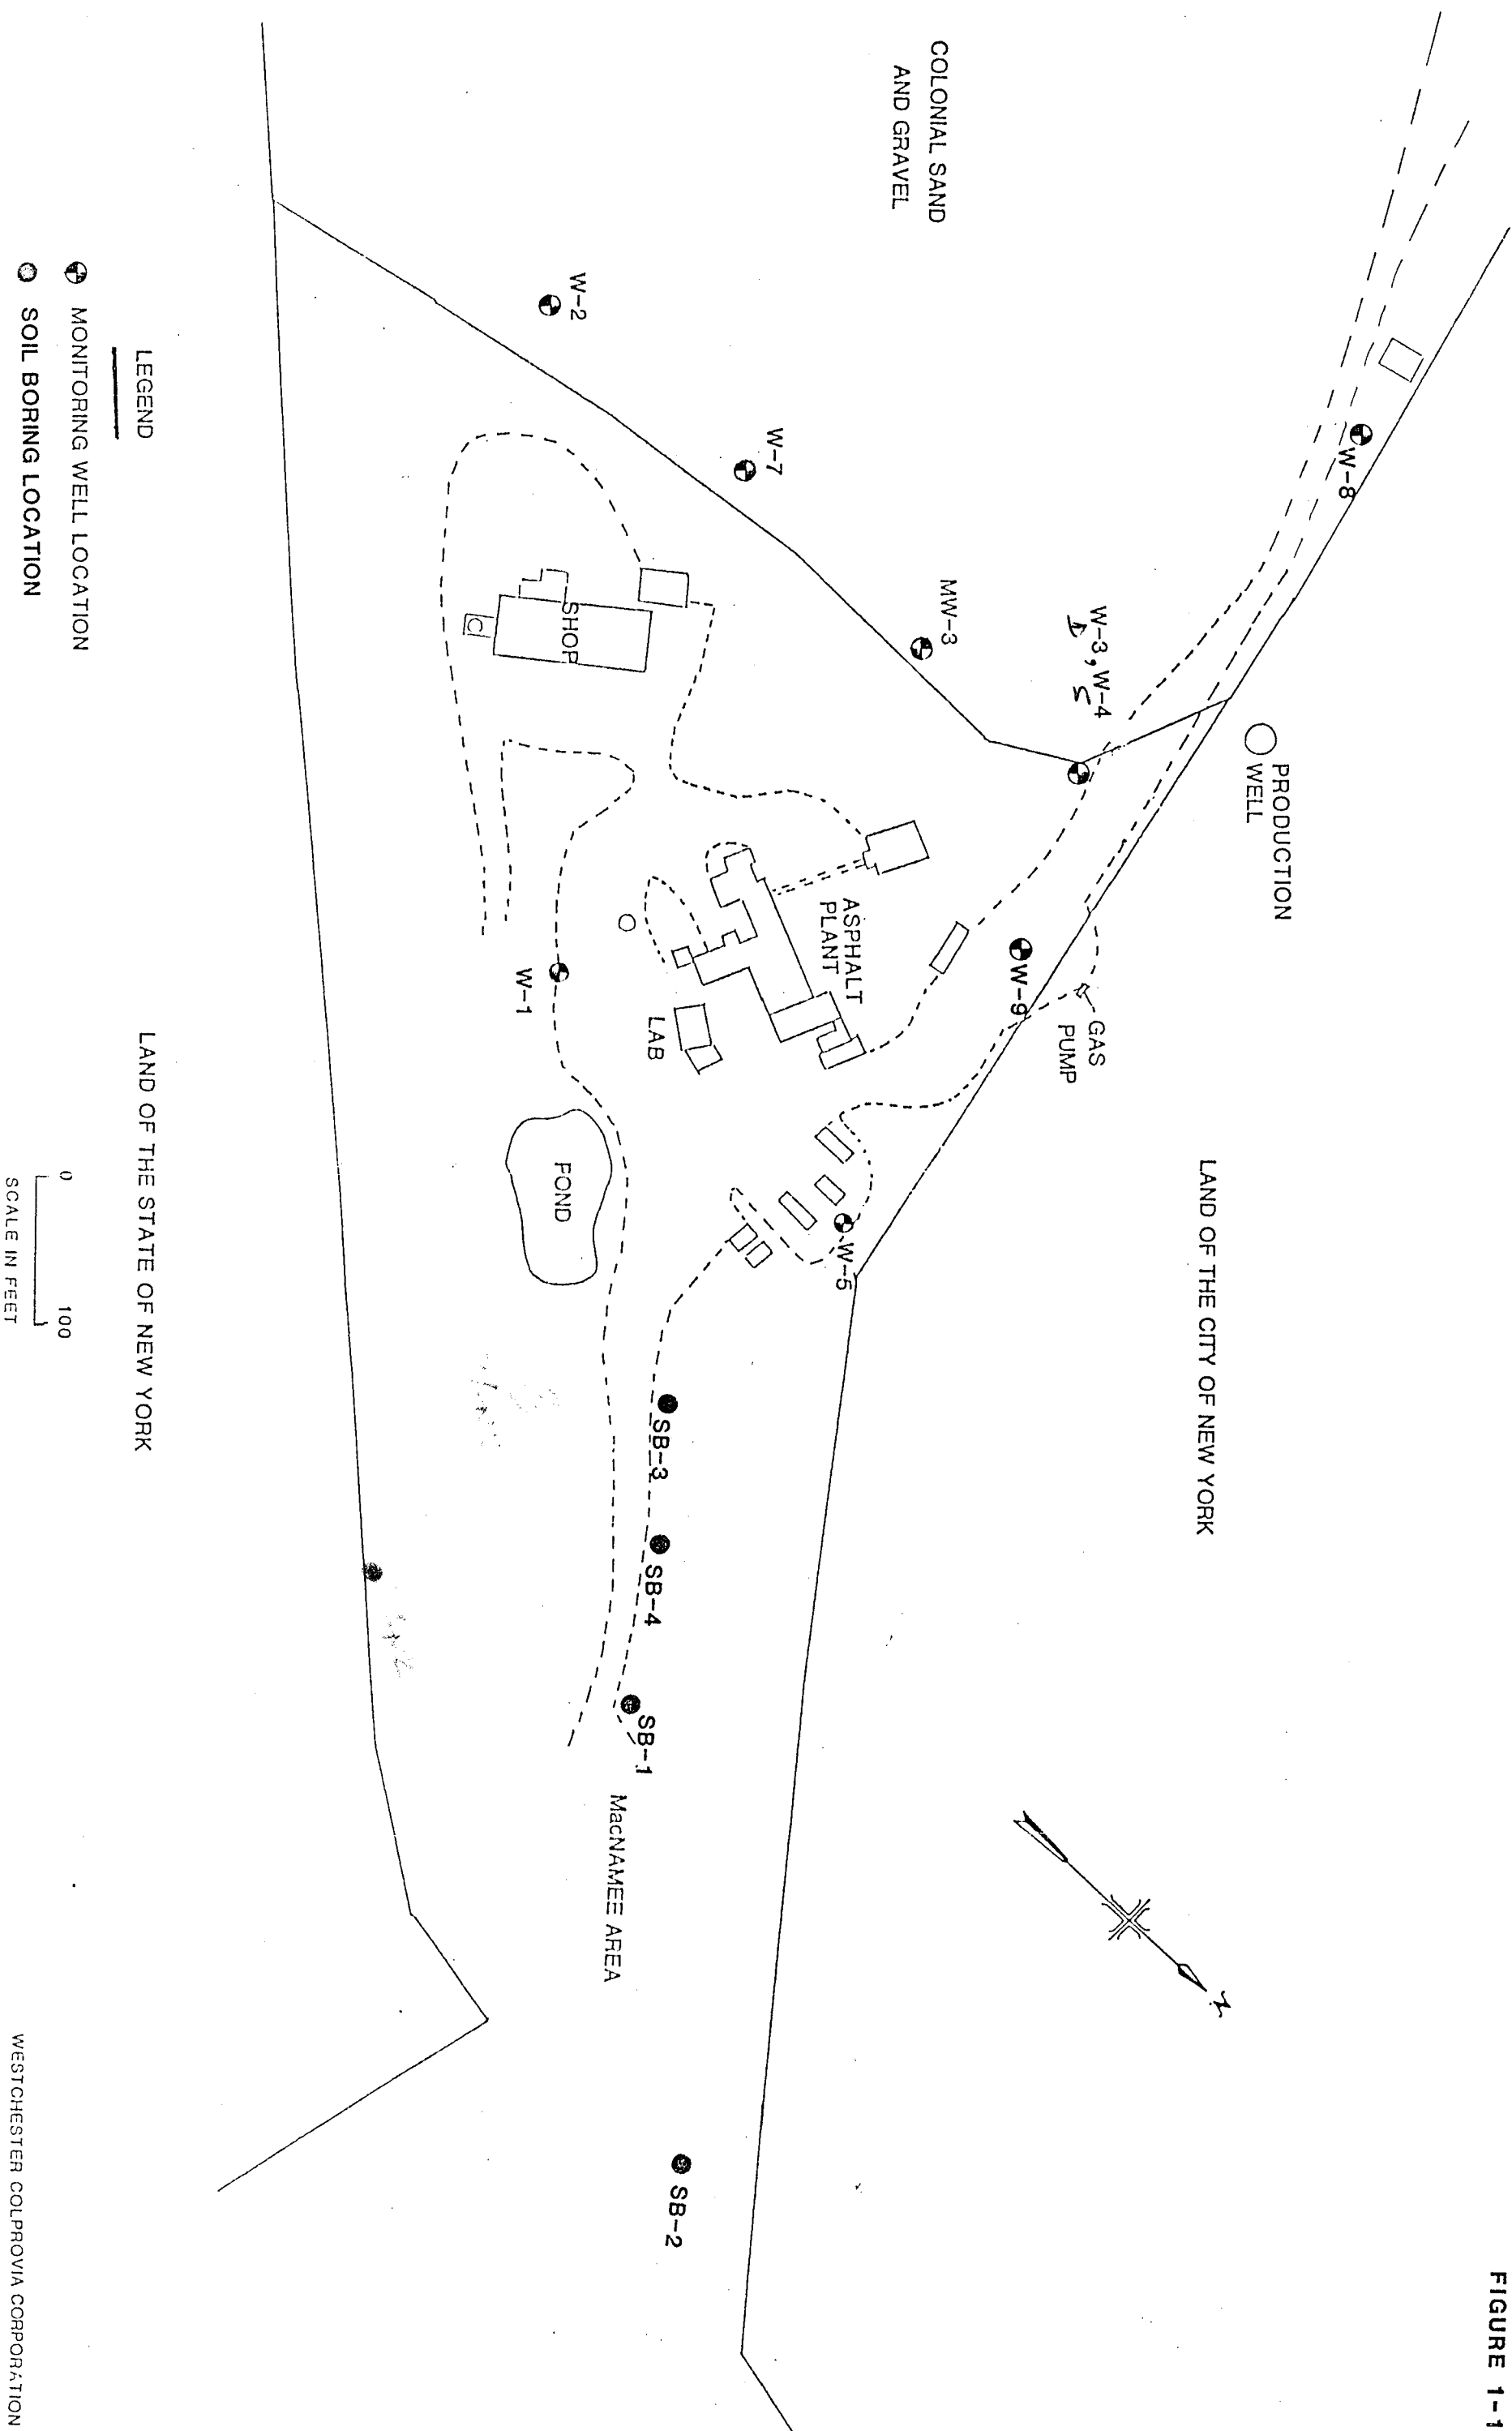 FIGURE 1-1
PRODUCTION
WELL
LAND OF THE CITY OF NEW YORK
W-8
GAS
PUMP
W-3, W-4
D S
W-9
COLONIAL SAND
AND GRAVEL
MW-3
ASPHALT
PLANT
W-5
W-7
LAB
SB-3
SB-4
SB-1
SB-2
MacNAMEE AREA
W-2
SHOP
POND
W-1
N
LEGEND
MONITORING WELL LOCATION
SOIL BORING LOCATION
LAND OF THE STATE OF NEW YORK
0 100
SCALE IN FEET
WESTCHESTER COLPROVIA CORPORATION